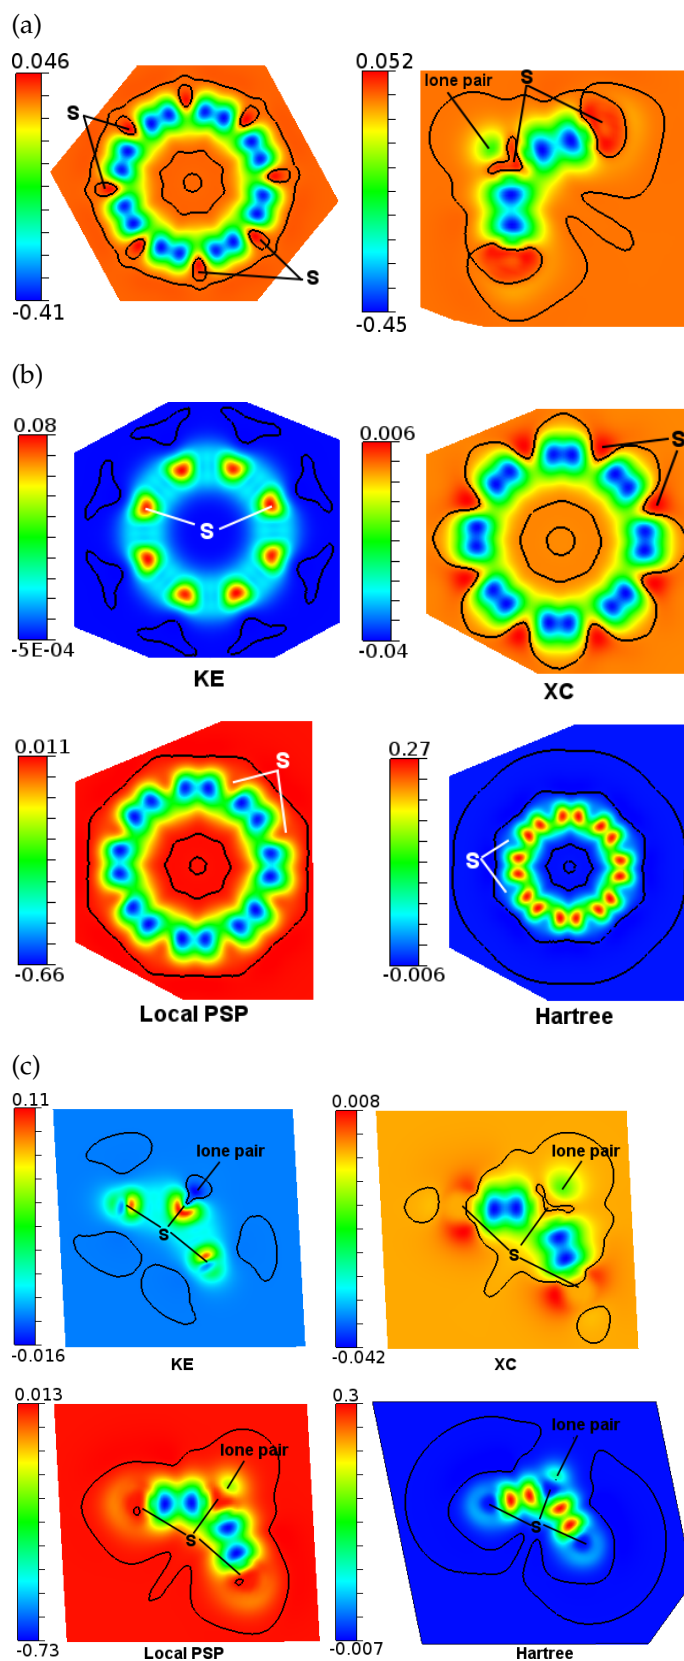 (a)
0.046
S
S
-0.41
0.052
lone pair
S
-0.45
(b)
0.08
S
-5E-04
KE
0.006
S
-0.04
XC
0.011
S
-0.66
Local PSP
0.27
S
-0.006
Hartree
(c)
0.11
lone pair
S
-0.016
KE
0.008
lone pair
S
-0.042
XC
0.013
lone pair
S
-0.73
Local PSP
0.3
lone pair
S
-0.007
Hartree